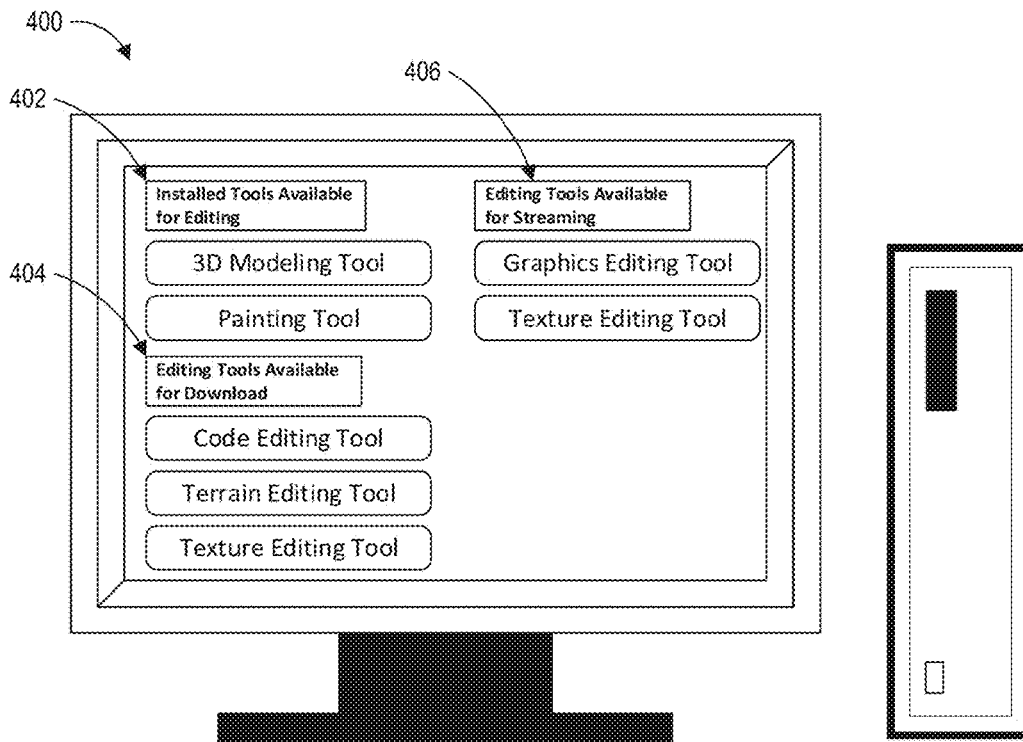 400
406
402
Installed Tools Available
for Editing
3D Modeling Tool
Painting Tool
404
Editing Tools Available
for Download
Code Editing Tool
Terrain Editing Tool
Texture Editing Tool
Editing Tools Available
for Streaming
Graphics Editing Tool
Texture Editing Tool